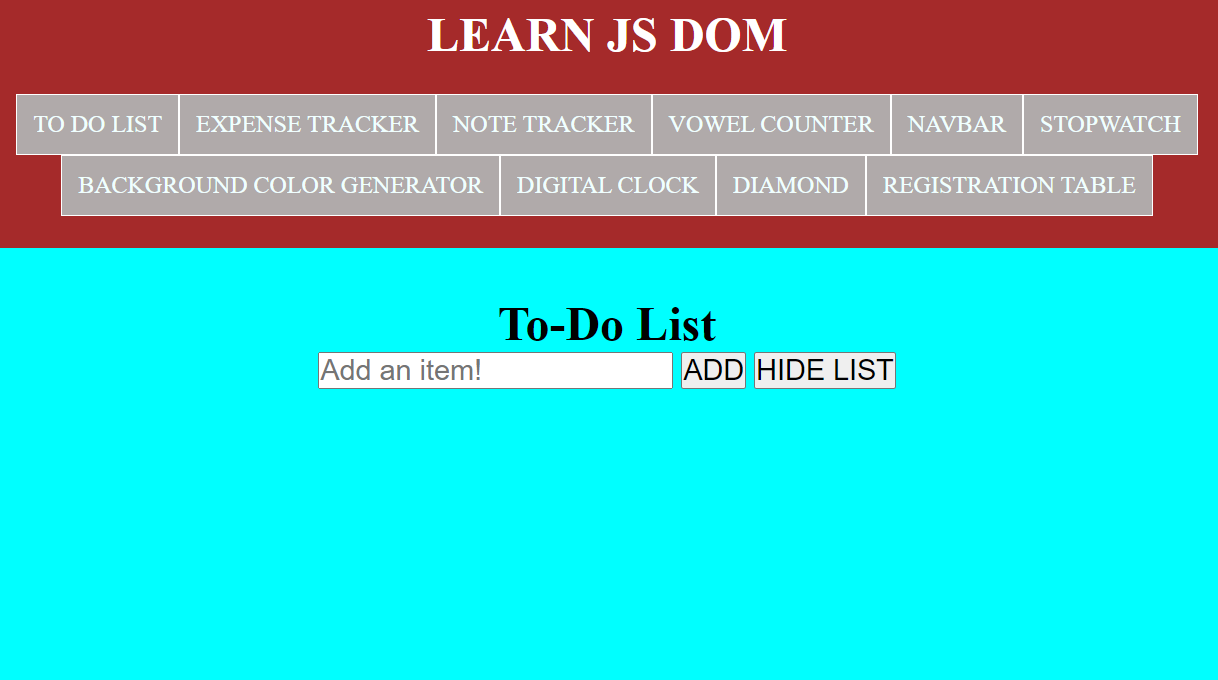 LEARN JS DOM
TO DO LIST EXPENSE TRACKER NOTE TRACKER VOWEL COUNTER NAVBAR STOPWATCH
BACKGROUND COLOR GENERATOR DIGITAL CLOCK DIAMOND REGISTRATION TABLE
To-Do List
Add an item! ADD HIDE LIST